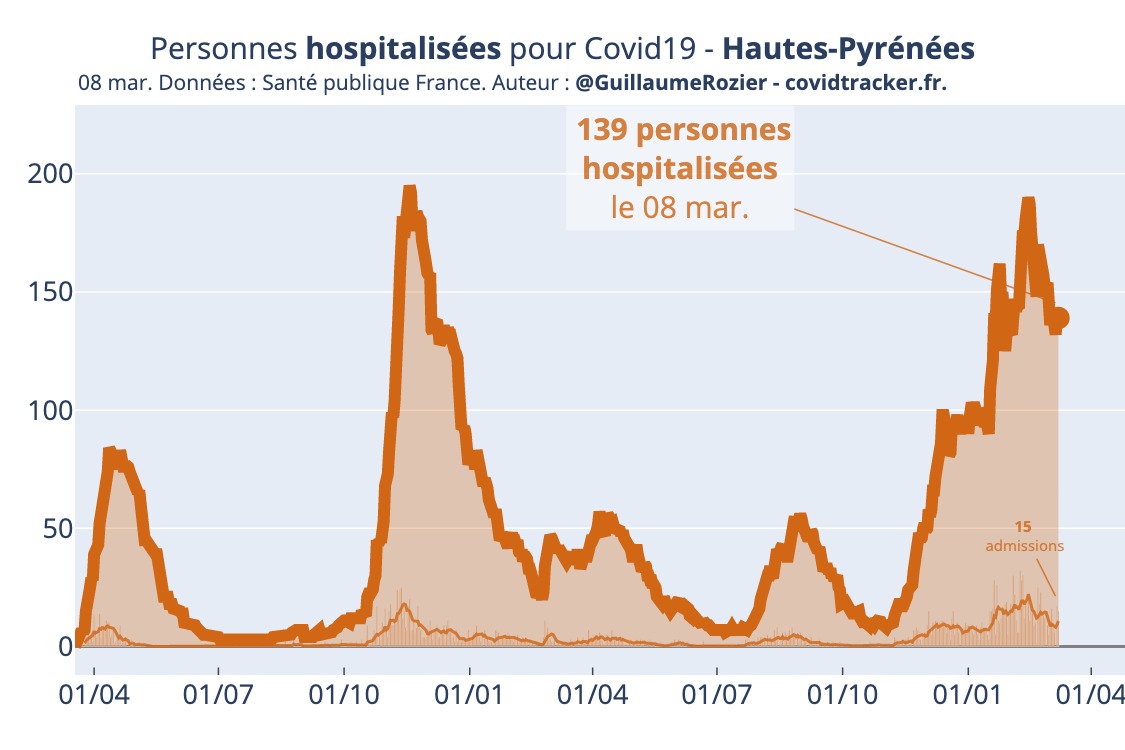 Personnes hospitalisées pour Covid19 - Hautes-Pyrénées
08 mar. Données : Santé publique France. Auteur : @GuillaumeRozier - covidtracker.fr.
139 personnes
hospitalisées
le 08 mar.
200
150
100
50
0
15
admissions
01/04 01/07 01/10 01/01 01/04 01/07 01/10 01/01 01/04